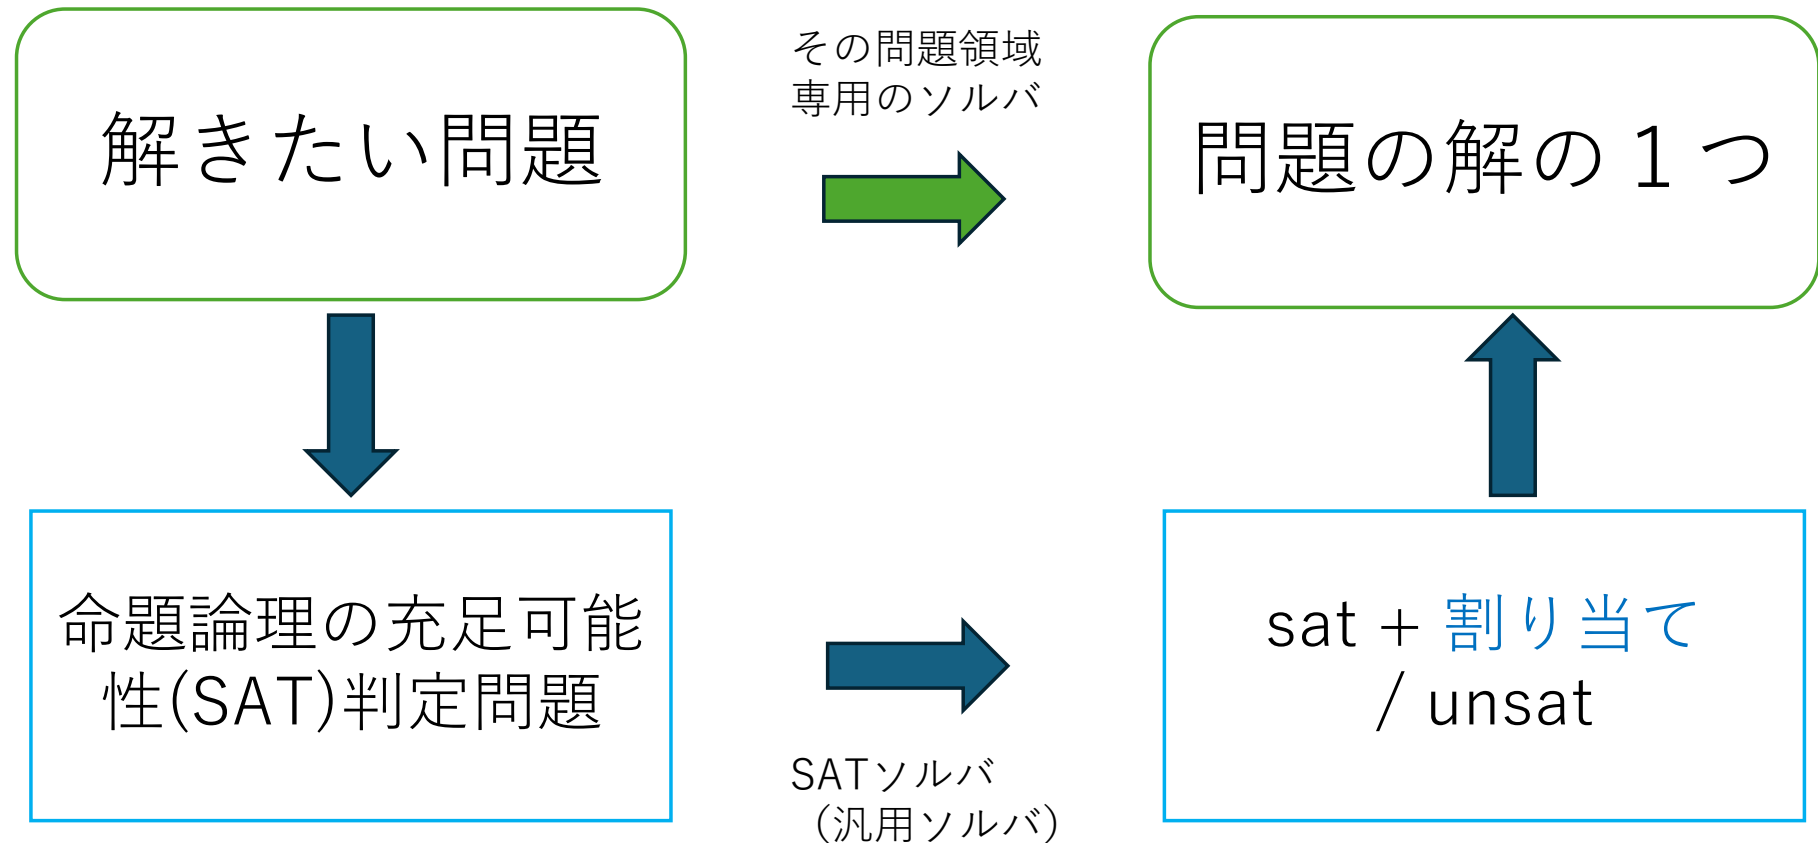 解きたい問題
その問題領域
専用のソルバ
問題の解の１つ
命題論理の充足可能
性(SAT)判定問題
SATソルバ
（汎用ソルバ）
sat + 割り当て
/ unsat